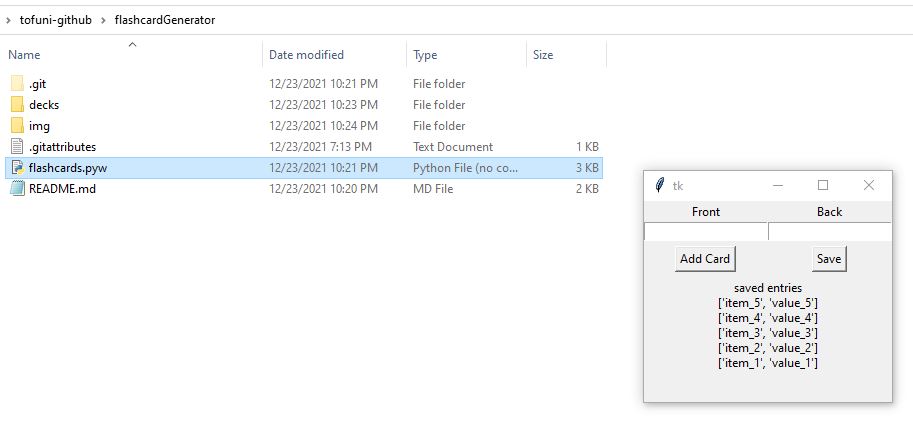 tofuni-github > flashcardGenerator
Name Date modified Type Size
.git 12/23/2021 10:21 PM File folder
decks 12/23/2021 10:23 PM File folder
img 12/23/2021 10:24 PM File folder
.gitattributes 12/23/2021 7:13 PM Text Document 1 KB
flashcards.pyw 12/23/2021 10:21 PM Python File (no co... 3 KB
README.md 12/23/2021 10:20 PM MD File 2 KB
tk
Front Back
Add Card Save
saved entries
['item_5', 'value_5']
['item_4', 'value_4']
['item_3', 'value_3']
['item_2', 'value_2']
['item_1', 'value_1']